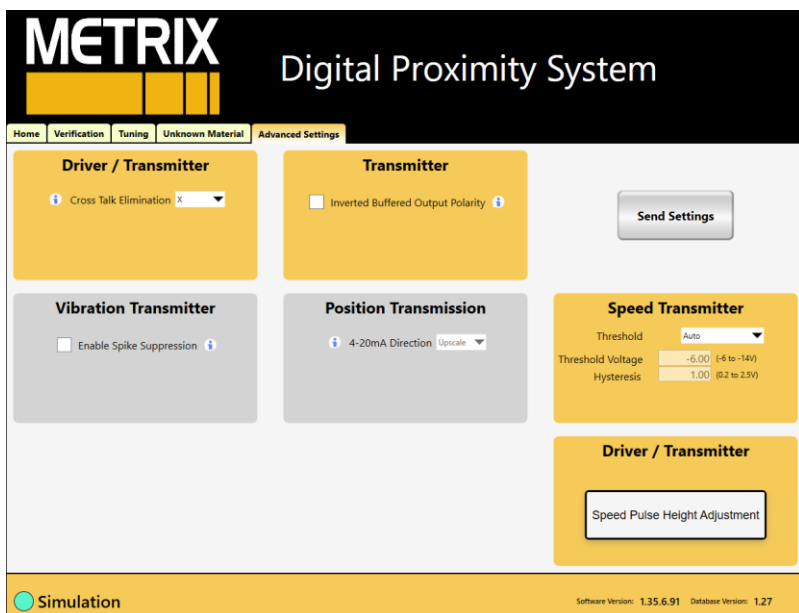 METRIX
Digital Proximity System
Home Verification Tuning Unknown Material Advanced Settings
Driver / Transmitter
Cross Talk Elimination X
Transmitter
Inverted Buffered Output Polarity
Send Settings
Vibration Transmitter
Enable Spike Suppression
Position Transmission
4-20mA Direction Upscale
Speed Transmitter
Threshold Auto
Threshold Voltage -6.00 (-6 to -14V)
Hysteresis 1.00 (0.2 to 2.5V)
Driver / Transmitter
Speed Pulse Height Adjustment
Simulation
Software Version: 1.35.6.91 Database Version: 1.27